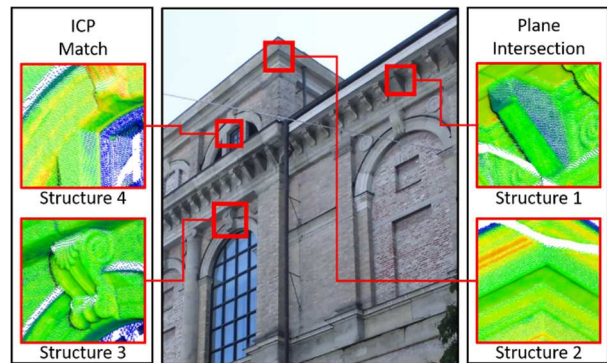 ICP
Match
Structure 4
Structure 3
Plane
Intersection
Structure 1
Structure 2